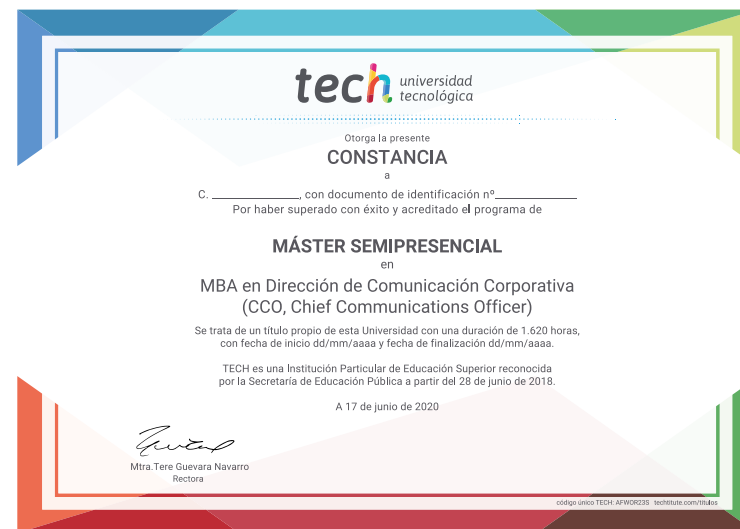 tech universidad
tecnológica
Otorga la presente
CONSTANCIA
a
C. ______________, con documento de identificación nº_____________
Por haber superado con éxito y acreditado el programa de
MÁSTER SEMIPRESENCIAL
en
MBA en Dirección de Comunicación Corporativa
(CCO, Chief Communications Officer)
Se trata de un título propio de esta Universidad con una duración de 1.620 horas,
con fecha de inicio dd/mm/aaaa y fecha de finalización dd/mm/aaaa.
TECH es una Institución Particular de Educación Superior reconocida
por la Secretaría de Educación Pública a partir del 28 de junio de 2018.
A 17 de junio de 2020
Mtra.Tere Guevara Navarro
Rectora
código único TECH: AFWOR23S techtitute.com/titulos